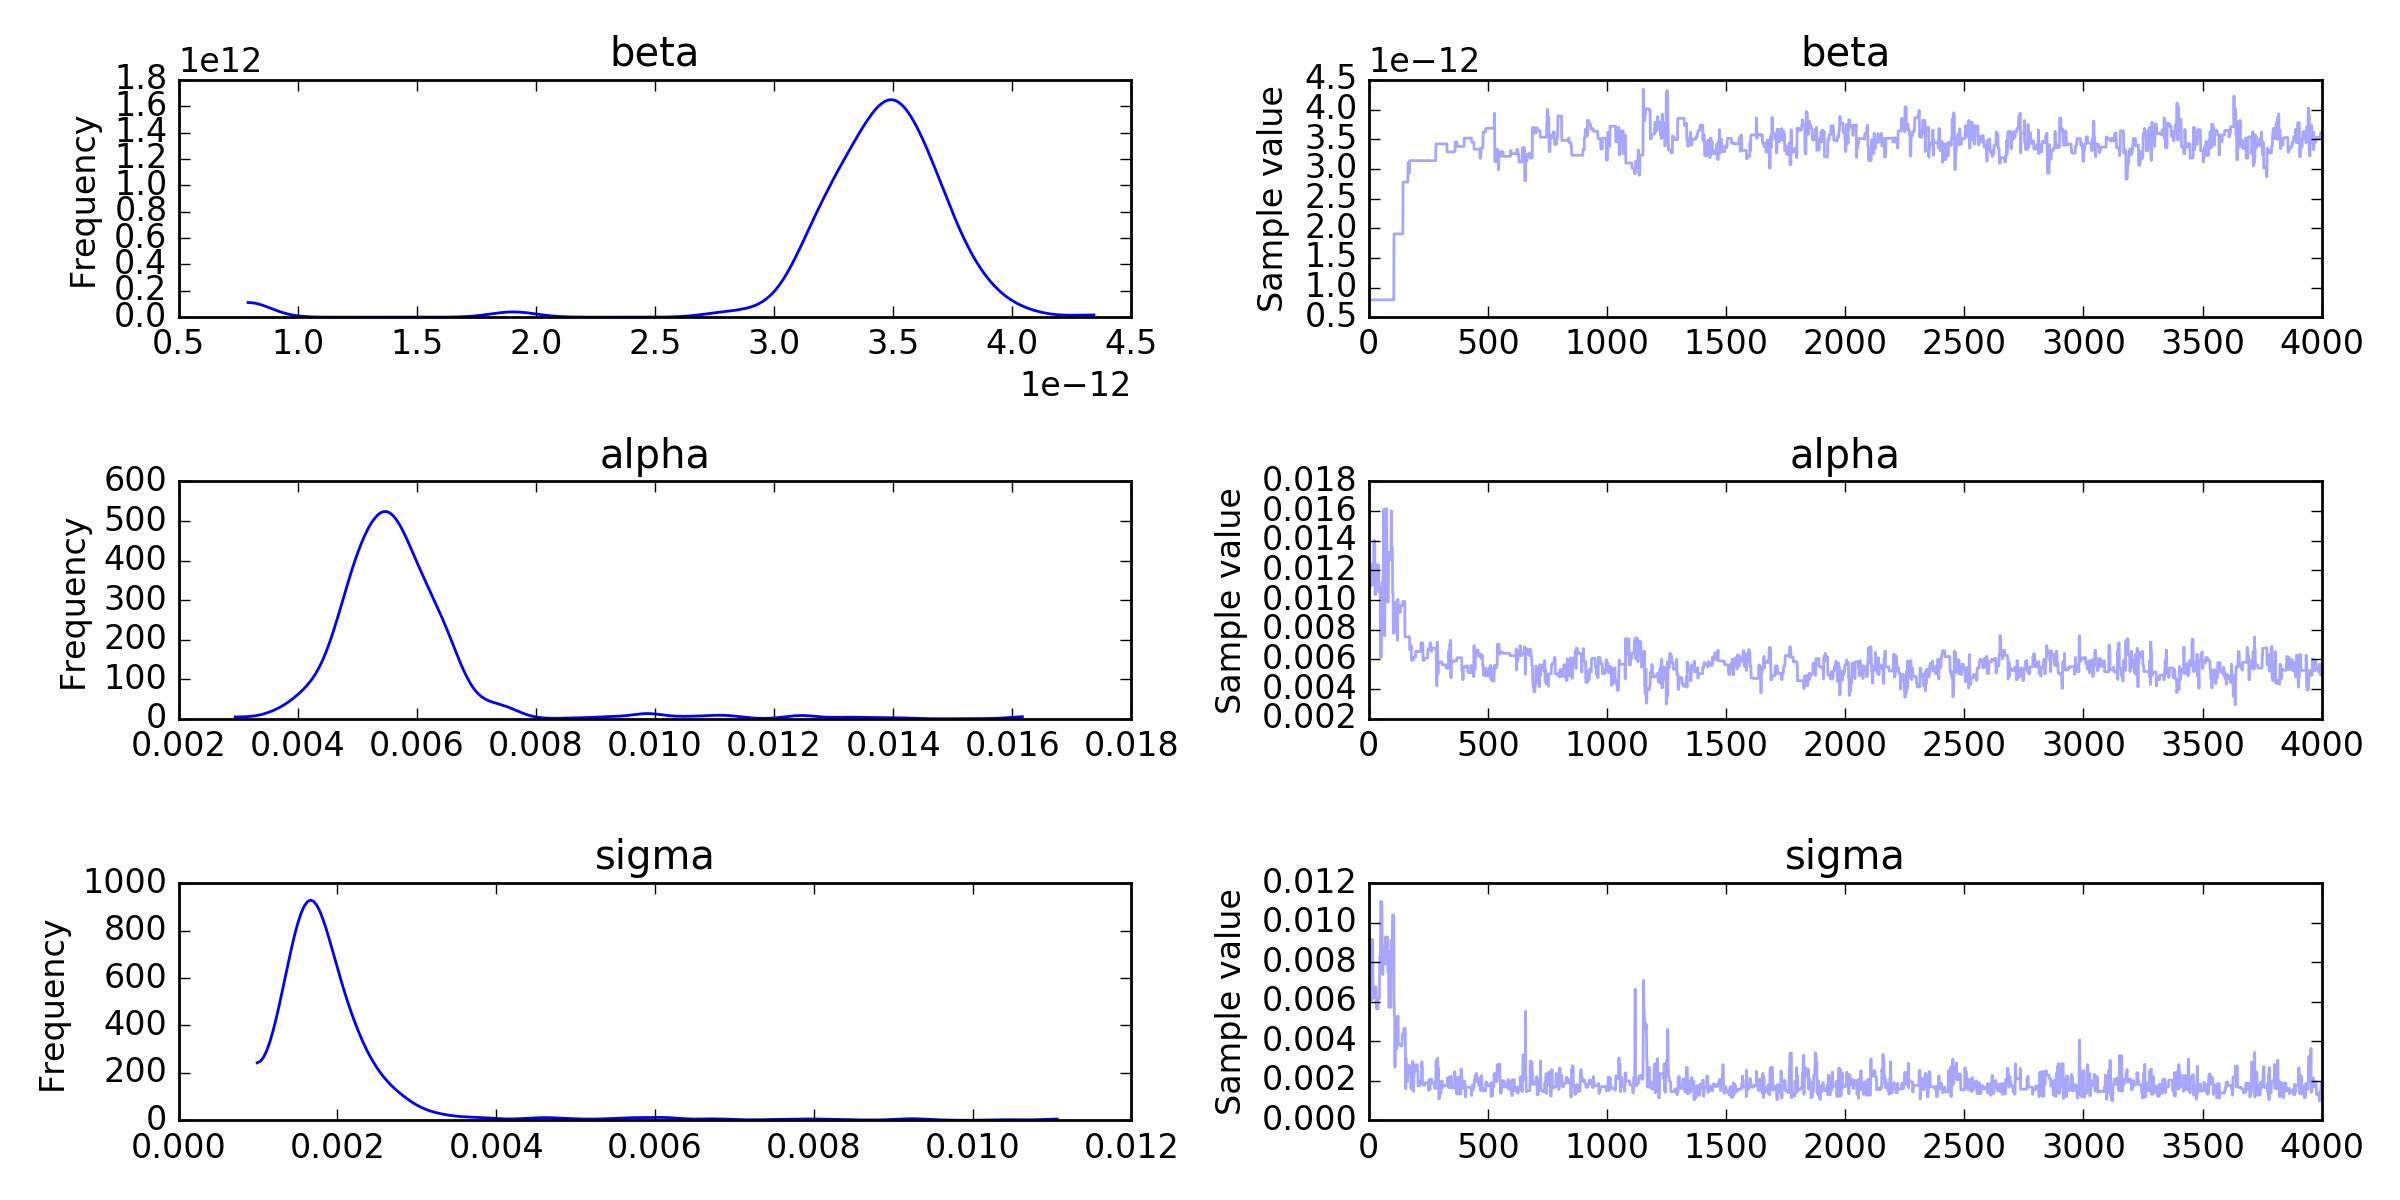 beta
1e12
Frequency
1.8
1.6
1.4
1.2
1.0
0.8
0.6
0.4
0.2
0.0
0.5 1.0 1.5 2.0 2.5 3.0 3.5 4.0 4.5
1e−12
beta
1e−12
Sample value
4.5
4.0
3.5
3.0
2.5
2.0
1.5
1.0
0.5
0 500 1000 1500 2000 2500 3000 3500 4000
alpha
Frequency
600
500
400
300
200
100
0
0.002 0.004 0.006 0.008 0.010 0.012 0.014 0.016 0.018
alpha
Sample value
0.018
0.016
0.014
0.012
0.010
0.008
0.006
0.004
0.002
0 500 1000 1500 2000 2500 3000 3500 4000
sigma
Frequency
1000
800
600
400
200
0
0.000 0.002 0.004 0.006 0.008 0.010 0.012
sigma
Sample value
0.012
0.010
0.008
0.006
0.004
0.002
0.000
0 500 1000 1500 2000 2500 3000 3500 4000